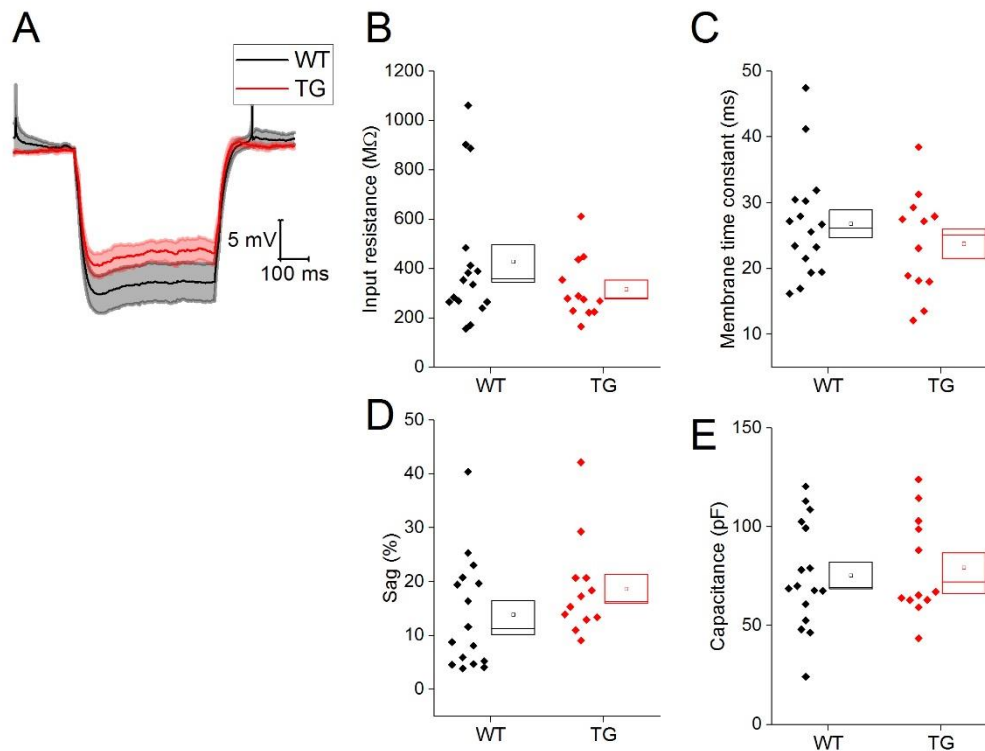 A
WT
TG
5 mV
100 ms
B
Input resistance (MΩ)
1200
1000
800
600
400
200
0
WT
TG
C
Membrane time constant (ms)
50
40
30
20
10
WT
TG
D
Sag (%)
50
40
30
20
10
0
WT
TG
E
Capacitance (pF)
150
100
50
0
WT
TG